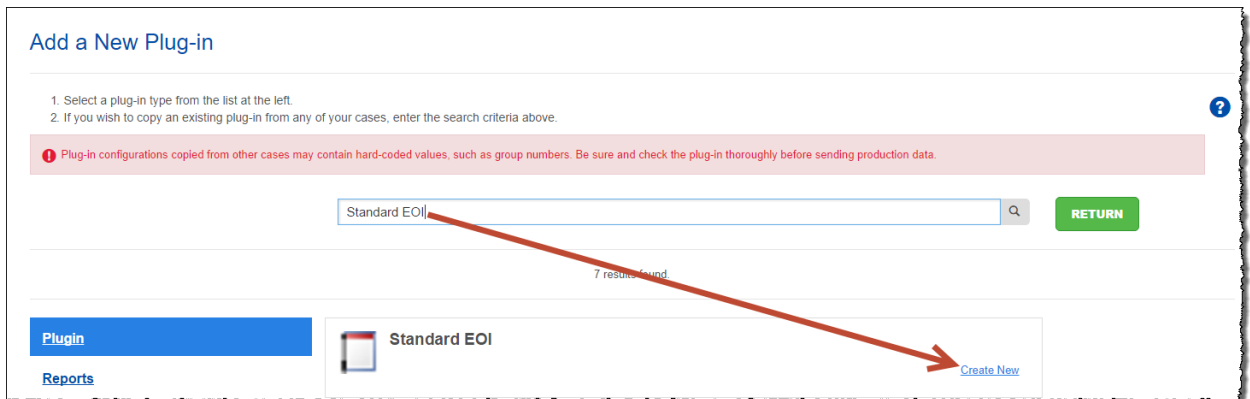 Add a New Plug-in
1. Select a plug-in type from the list at the left.
2. If you wish to copy an existing plug-in from any of your cases, enter the search criteria above.
?
! Plug-in configurations copied from other cases may contain hard-coded values, such as group numbers. Be sure and check the plug-in thoroughly before sending production data.
Standard EOI
RETURN
7 results found.
Plugin
Standard EOI
Create New
Reports